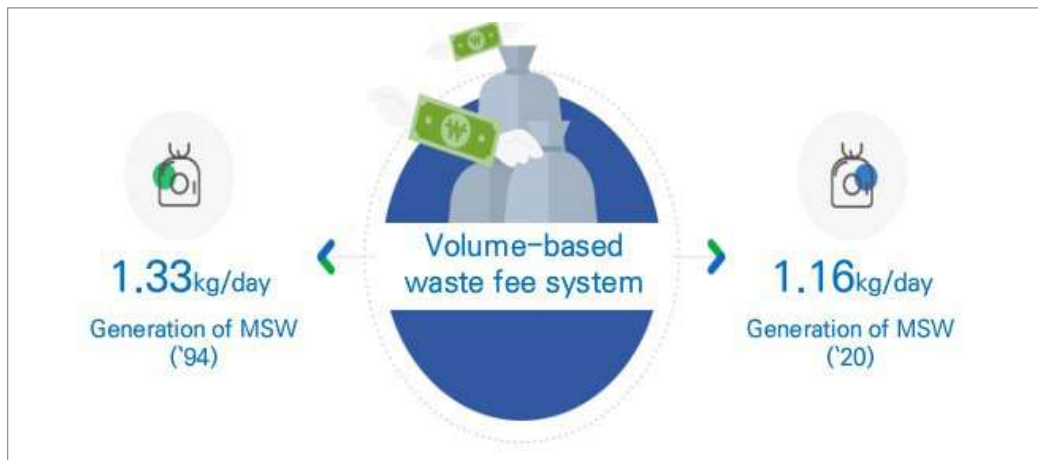 ₩
₩
Volume-based
waste fee system
1.33kg/day
Generation of MSW
(`94)
1.16kg/day
Generation of MSW
(`20)